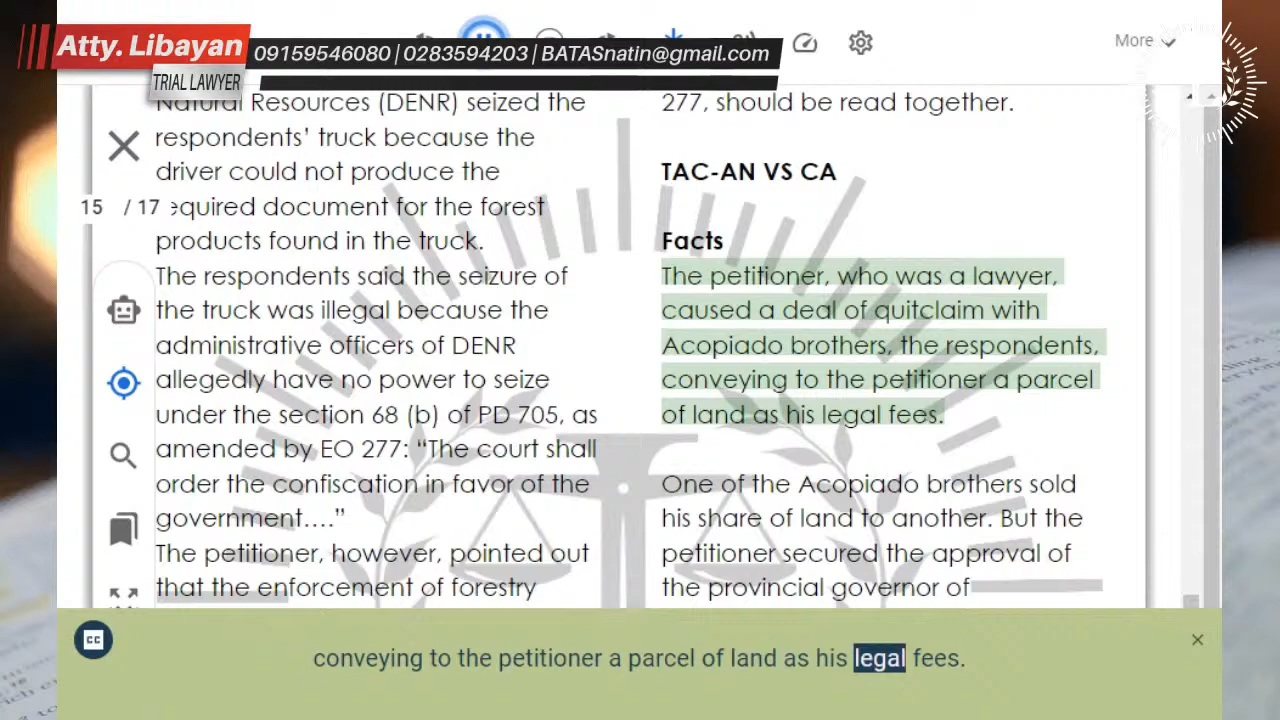 Atty. Libayan
TRIAL LAWYER
09159546080 | 0283594203 | BATASnatin@gmail.com
More
15 / 17
Natural Resources (DENR) seized the
respondents' truck because the
driver could not produce the
equired document for the forest
products found in the truck.
The respondents said the seizure of
the truck was illegal because the
administrative officers of DENR
allegedly have no power to seize
under the section 68 (b) of PD 705, as
amended by EO 277: “The court shall
order the confiscation in favor of the
government….”
The petitioner, however, pointed out
that the enforcement of forestry
277, should be read together.
TAC-AN VS CA
Facts
The petitioner, who was a lawyer,
caused a deal of quitclaim with
Acopiado brothers, the respondents,
conveying to the petitioner a parcel
of land as his legal fees.
One of the Acopiado brothers sold
his share of land to another. But the
petitioner secured the approval of
the provincial governor of
CC
conveying to the petitioner a parcel of land as his legal fees.